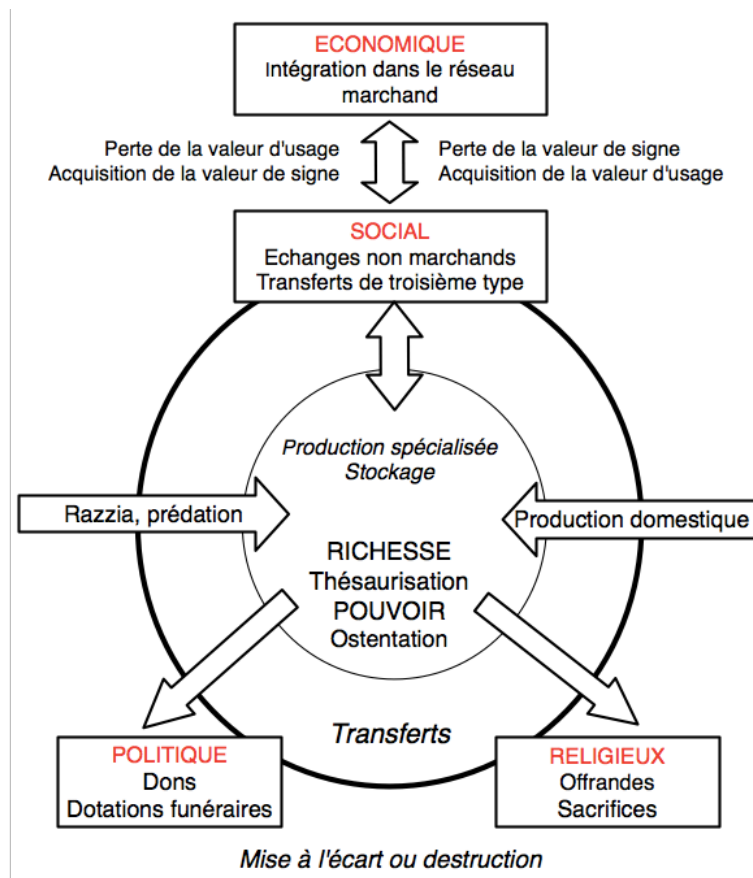 ECONOMIQUE
Intégration dans le réseau
marchand
Perte de la valeur d'usage
Acquisition de la valeur de signe
Perte de la valeur de signe
Acquisition de la valeur d'usage
SOCIAL
Echanges non marchands
Transferts de troisième type
Production spécialisée
Stockage
Razzia, prédation
Production domestique
RICHESSE
Thésaurisation
POUVOIR
Ostentation
Transferts
POLITIQUE
Dons
Dotations funéraires
RELIGIEUX
Offrandes
Sacrifices
Mise à l'écart ou destruction